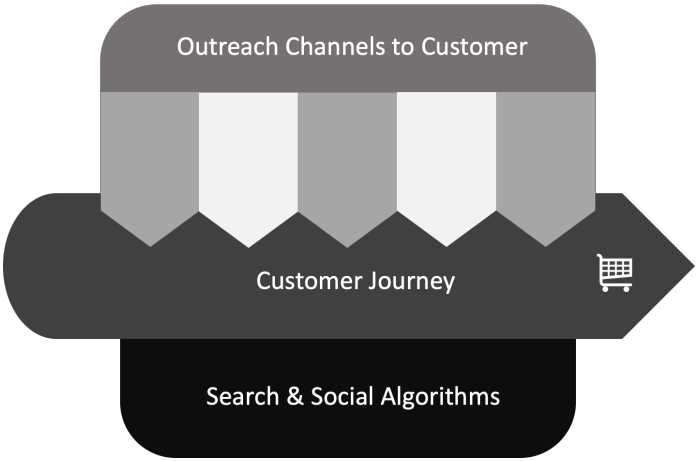 Outreach Channels to Customer
Customer Journey
Search & Social Algorithms